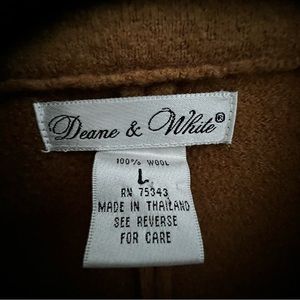 Deane & White®
100% WOOL
L
RN 75343
MADE IN THAILAND
SEE REVERSE
FOR CARE